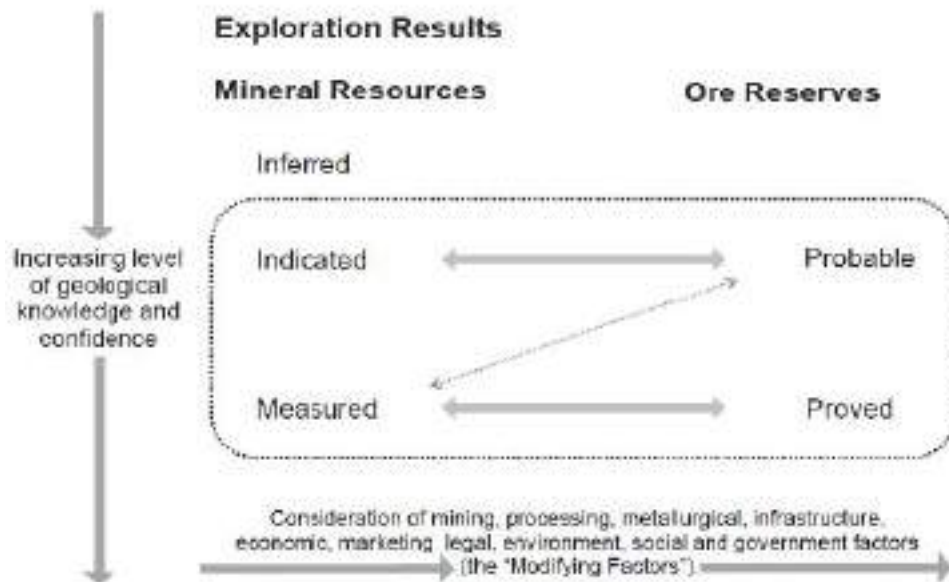 Exploration Results
Mineral Resources Ore Reserves
Inferred
Indicated Probable
Increasing level
of geological
knowledge and
confidence
Measured Proved
Consideration of mining, processing, metallurgical, infrastructure,
economic, marketing, legal, environment, social and government factors
(the "Modifying Factors")